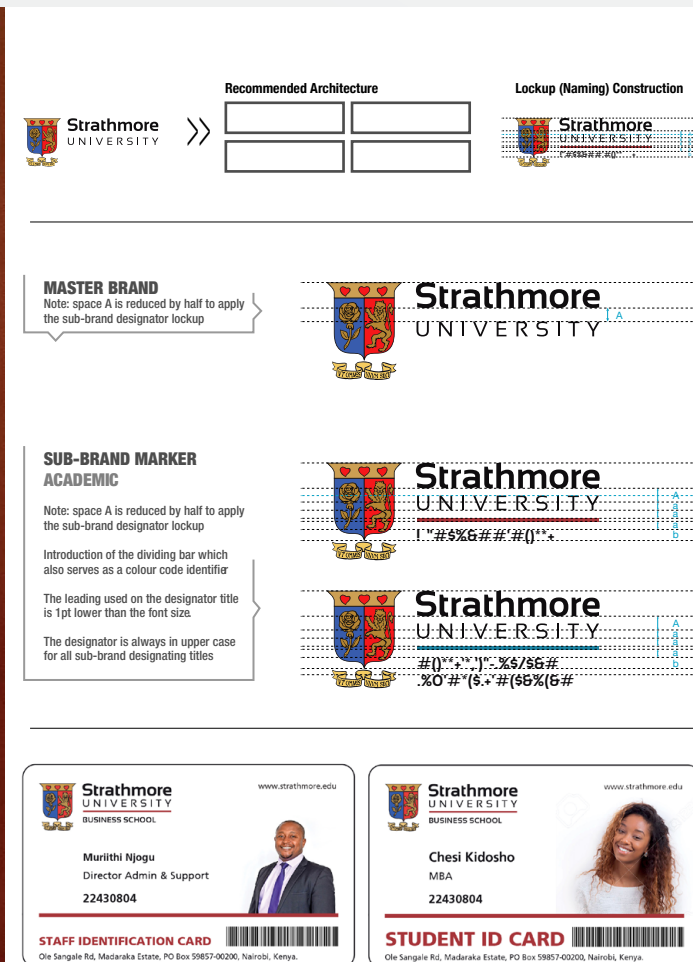 Recommended Architecture
Lockup (Naming) Construction
Strathmore
UNIVERSITY
Strathmore
UNIVERSITY
MASTER BRAND
Note: space A is reduced by half to apply
the sub-brand designator lockup
Strathmore
UNIVERSITY
A
SUB-BRAND MARKER
ACADEMIC
Note: space A is reduced by half to apply
the sub-brand designator lockup
Introduction of the dividing bar which
also serves as a colour code identifier
The leading used on the designator title
is 1pt lower than the font size.
The designator is always in upper case
for all sub-brand designating titles
Strathmore
UNIVERSITY
! "#$%&##'#()**+
A
a
a
a
b
Strathmore
UNIVERSITY
#()**+'*,')"-.%$/$&#
.%O'#*($.+'#($&%(&#
A
a
a
a
b
Strathmore
UNIVERSITY
BUSINESS SCHOOL
www.strathmore.edu
Muriithi Njogu
Director Admin & Support
22430804
STAFF IDENTIFICATION CARD
Ole Sangale Rd, Madaraka Estate, PO Box 59857-00200, Nairobi, Kenya.
Strathmore
UNIVERSITY
BUSINESS SCHOOL
www.strathmore.edu
Chesi Kidosho
MBA
22430804
STUDENT ID CARD
Ole Sangale Rd, Madaraka Estate, PO Box 59857-00200, Nairobi, Kenya.